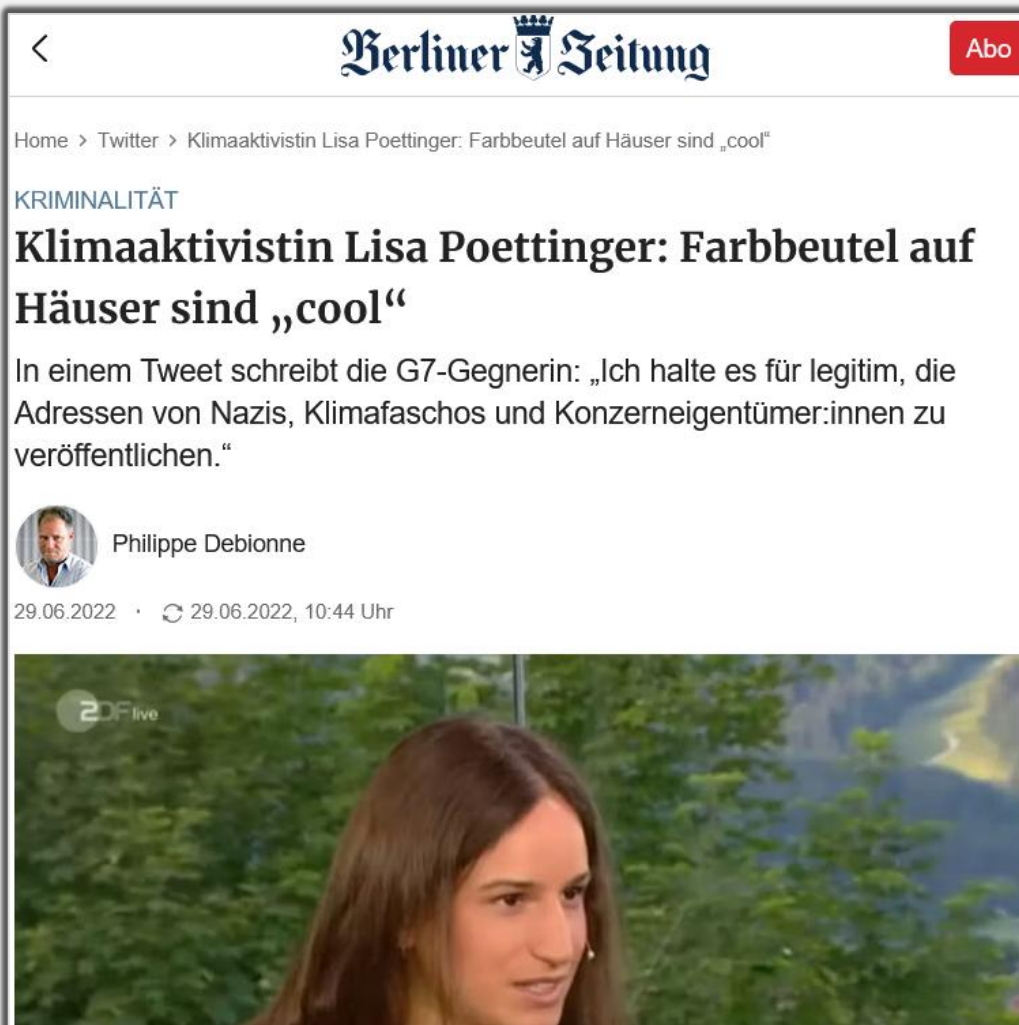 Berliner Zeitung
Abo
Home > Twitter > Klimaaktivistin Lisa Poettinger: Farbbeutel auf Häuser sind „cool“
KRIMINALITÄT
Klimaaktivistin Lisa Poettinger: Farbbeutel auf
Häuser sind „cool“
In einem Tweet schreibt die G7-Gegnerin: „Ich halte es für legitim, die
Adressen von Nazis, Klimafaschos und Konzerneigentümer:innen zu
veröffentlichen.“
Philippe Debionne
29.06.2022 · 29.06.2022, 10:44 Uhr
ZDF live